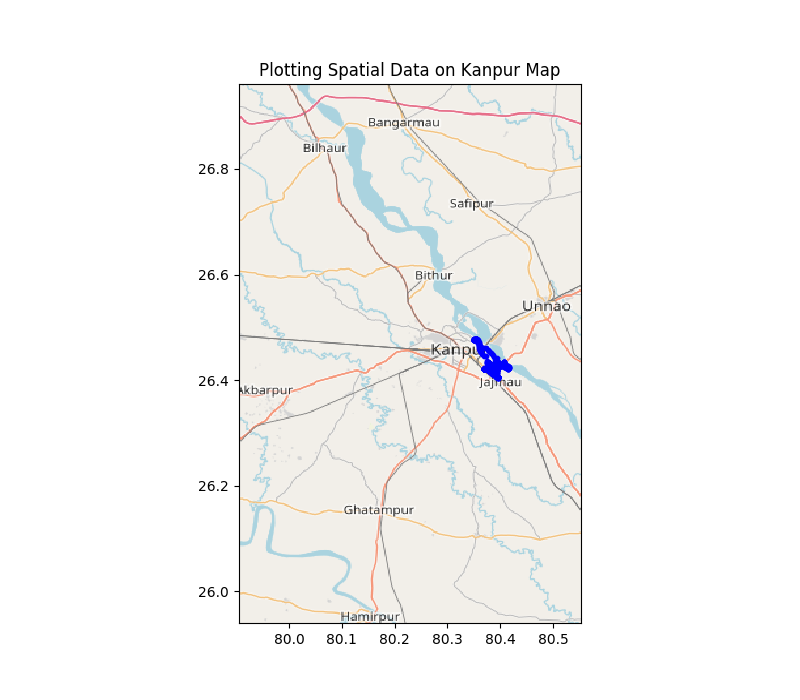 Plotting Spatial Data on Kanpur Map
Bangarmau
Bilhaur
26.8
Safipur
Bithur
26.6
Unnao
Kanpu
26.4
Jajmau
Akbarpur
26.2
Ghatampur
26.0
Hamirpur
80.0 80.1 80.2 80.3 80.4 80.5